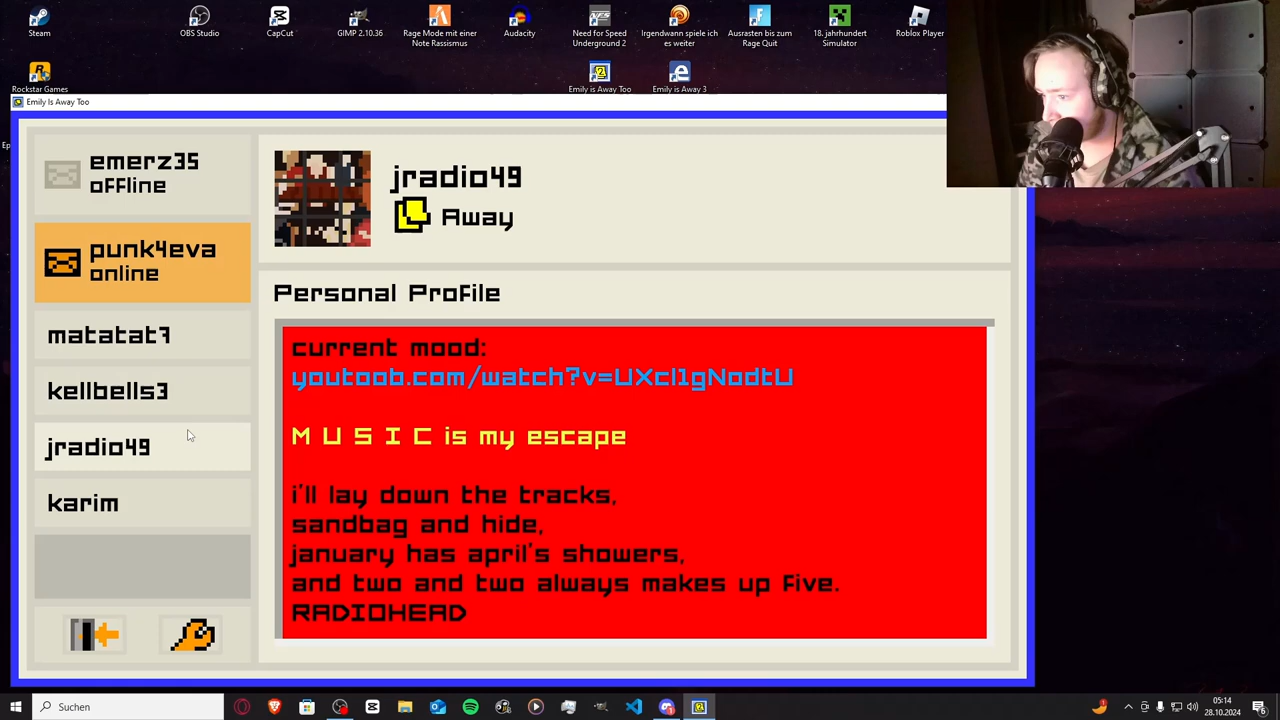 Steam
OBS Studio
CapCut
GIMP 2.10.36
Rage Mode mit einer
Note Rassismus
Audacity
Need for Speed
Underground 2
Irgendwann spiele ich
es weiter
Ausrasten bis zum
Rage Quit
18. jahrhundert
Simulator
Roblox Player
Rockstar Games
Emily is Away Too
Emily is Away 3
Emily Is Away Too
emerz35
offline
punk4eva
online
matatat7
kellbells3
jradio49
karim
jradio49
Away
Personal Profile
current mood:
youtoob.com/watch?v=UXcl1gNodtU
M U S I C is my escape
i'll lay down the tracks,
sandbag and hide,
january has april's showers,
and two and two always makes up five.
RADIOHEAD
Suchen
05:14
28.10.2024